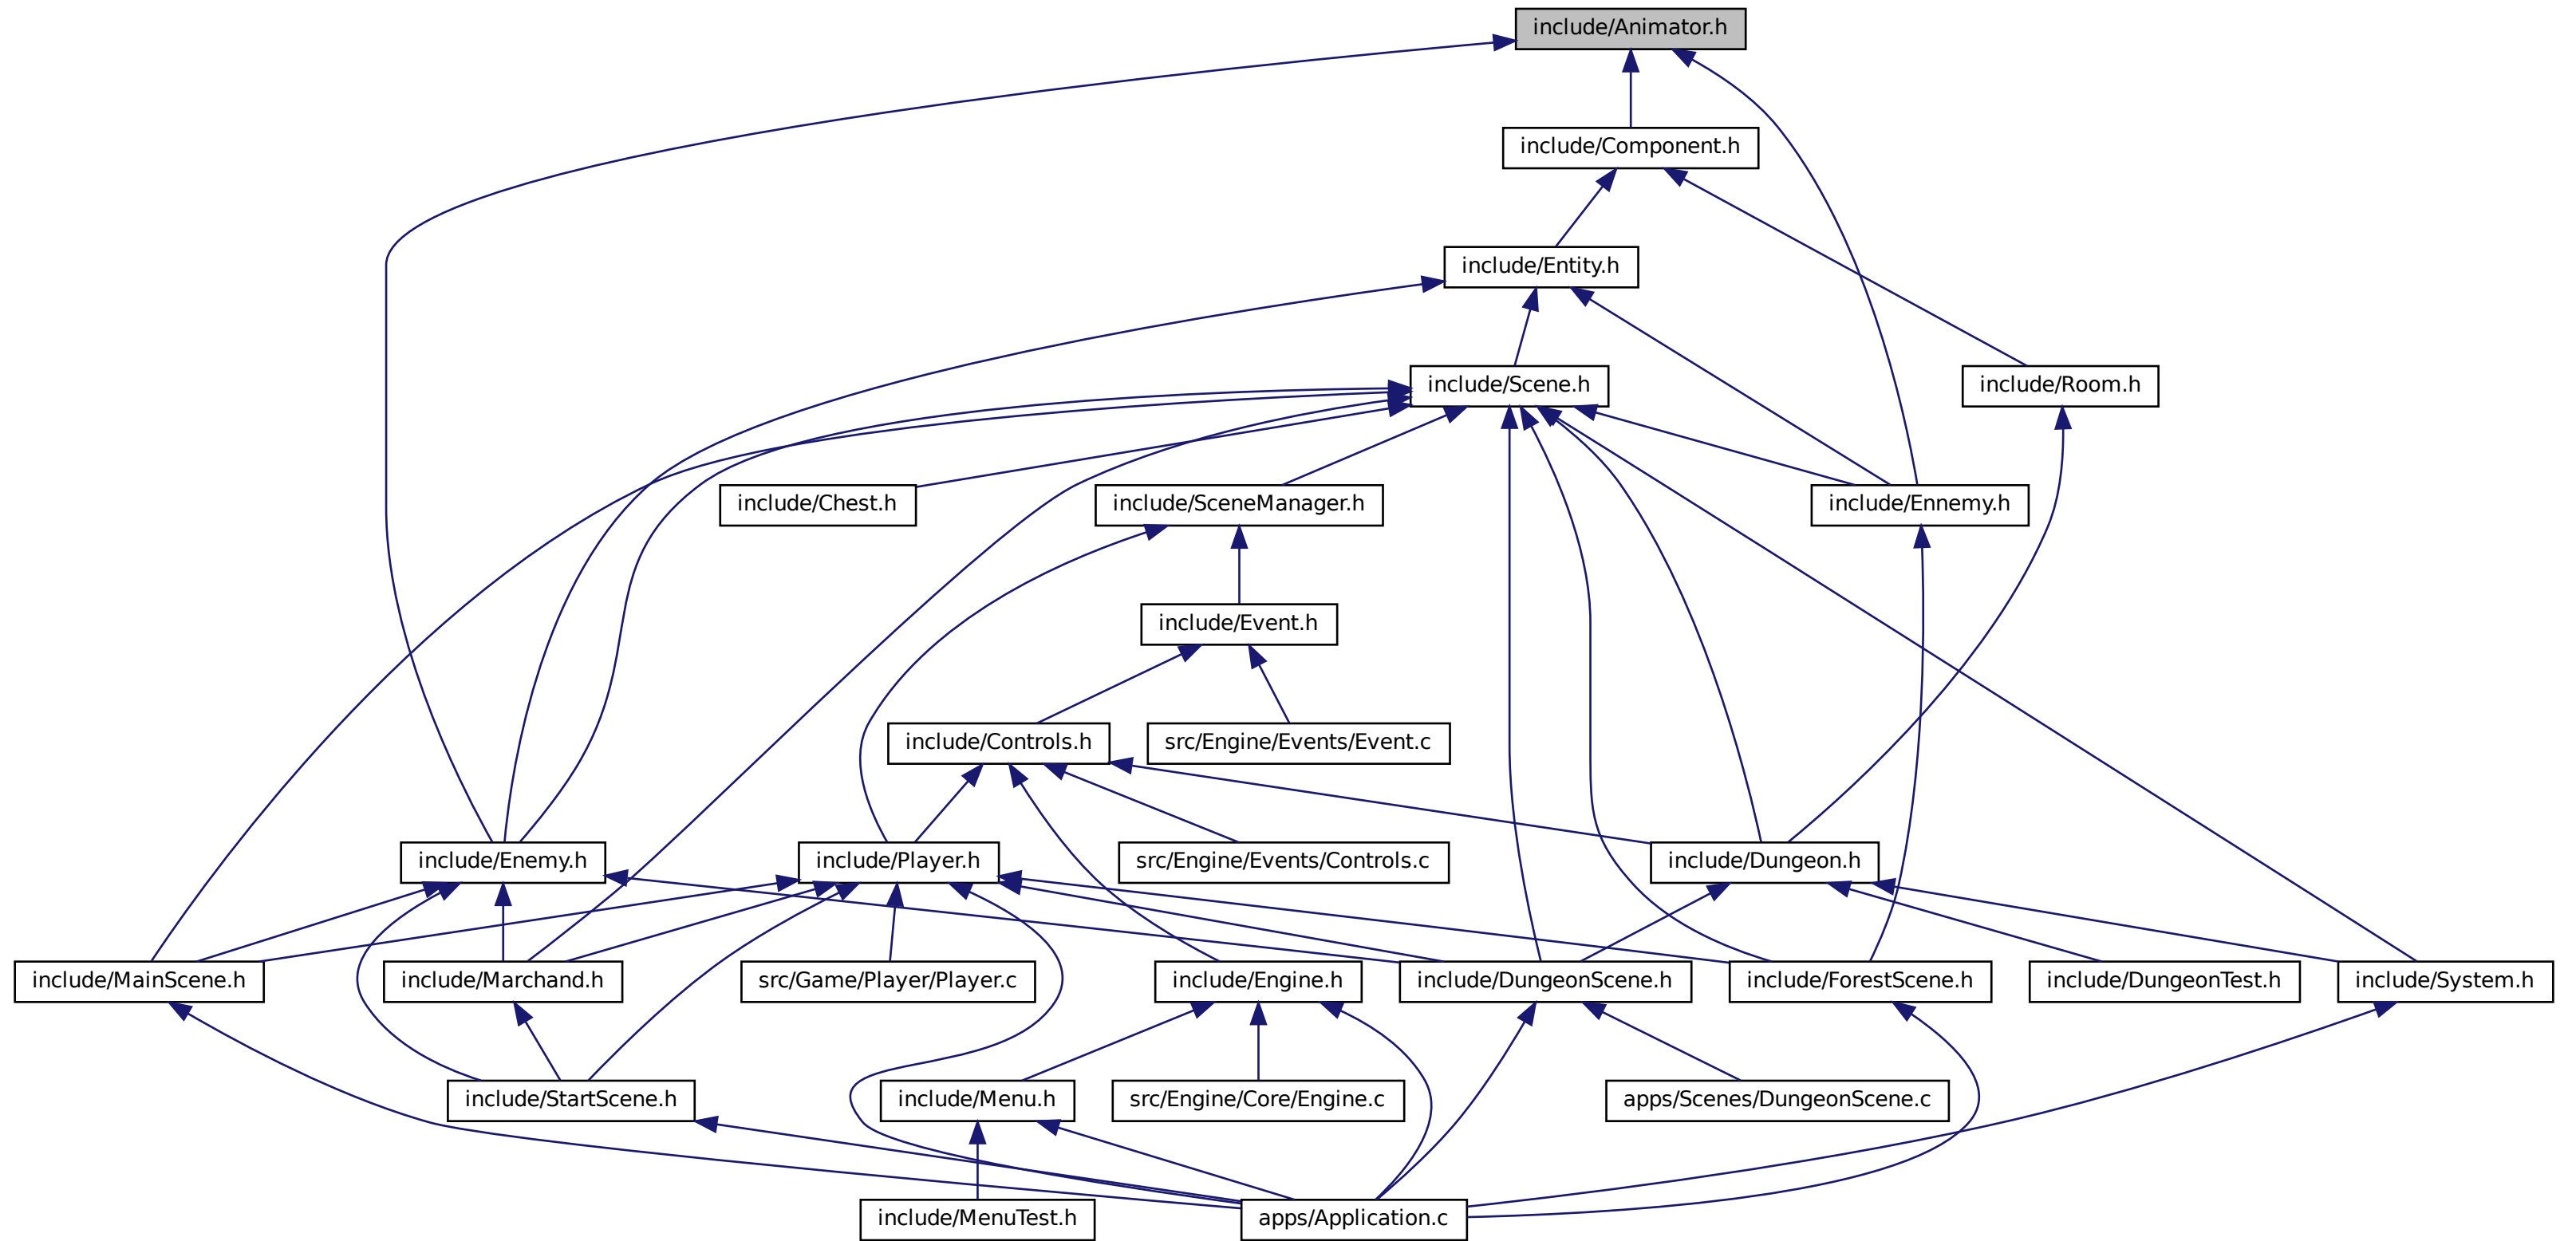 include/Animator.h
include/Component.h
include/Entity.h
include/Scene.h
include/Room.h
include/Chest.h
include/SceneManager.h
include/Ennemy.h
include/Event.h
include/Controls.h
src/Engine/Events/Event.c
include/Enemy.h
include/Player.h
src/Engine/Events/Controls.c
include/Dungeon.h
include/MainScene.h
include/Marchand.h
src/Game/Player/Player.c
include/Engine.h
include/DungeonScene.h
include/ForestScene.h
include/DungeonTest.h
include/System.h
include/StartScene.h
include/Menu.h
src/Engine/Core/Engine.c
apps/Scenes/DungeonScene.c
include/MenuTest.h
apps/Application.c